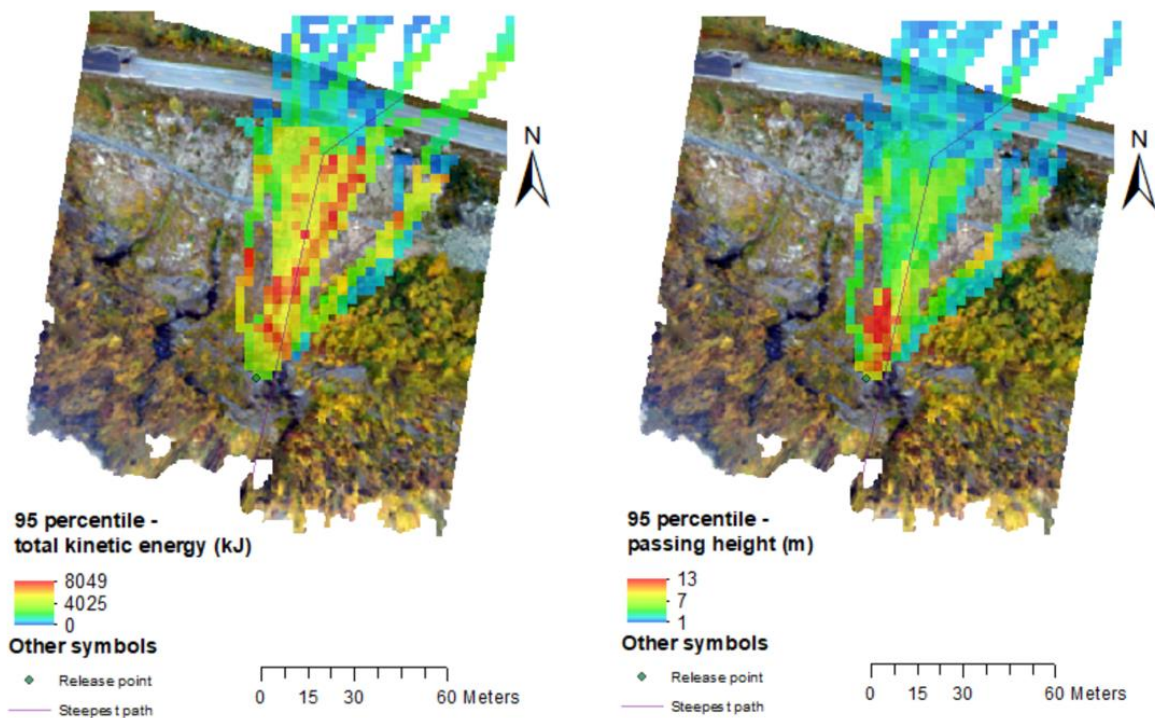 N
95 percentile -
total kinetic energy (kJ)
8049
4025
0
Other symbols
Release point
Steepest path
0 15 30 60 Meters
N
95 percentile -
passing height (m)
13
7
1
Other symbols
Release point
Steepest path
0 15 30 60 Meters